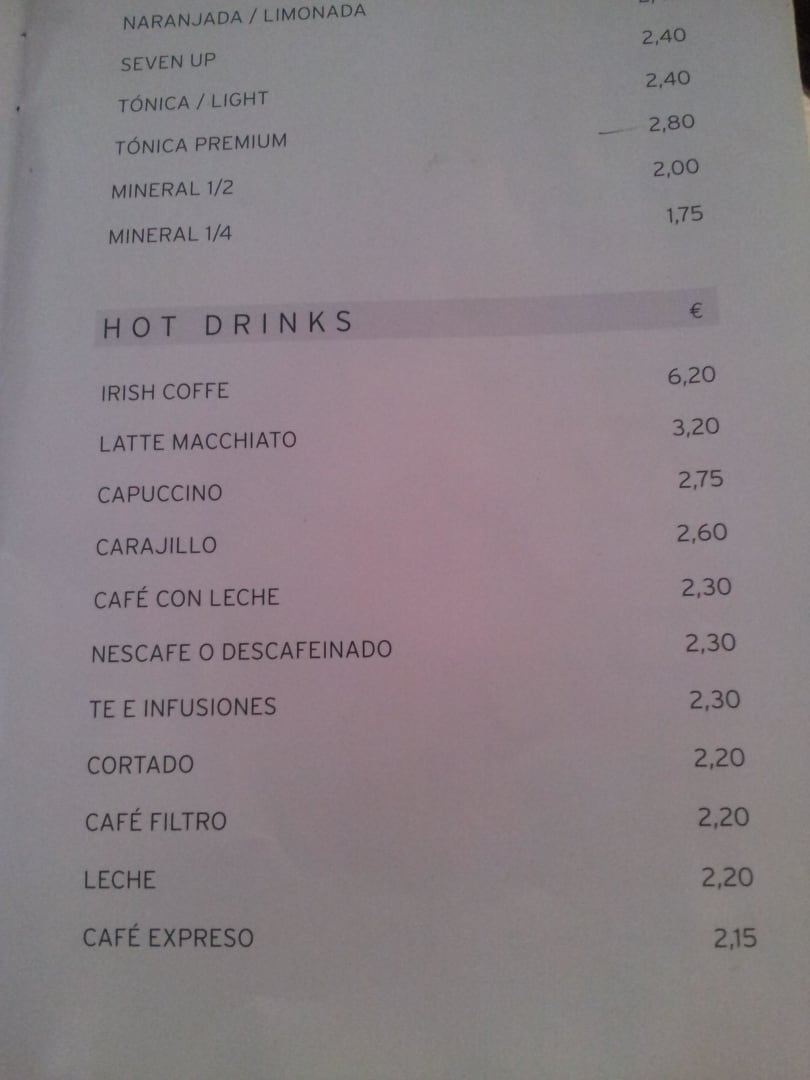 NARANJADA / LIMONADA
SEVEN UP 2,40
TÓNICA / LIGHT 2,40
TÓNICA PREMIUM 2,80
MINERAL 1/2 2,00
MINERAL 1/4 1,75
HOT DRINKS €
IRISH COFFE 6,20
LATTE MACCHIATO 3,20
CAPUCCINO 2,75
CARAJILLO 2,60
CAFÉ CON LECHE 2,30
NESCAFE O DESCAFEINADO 2,30
TE E INFUSIONES 2,30
CORTADO 2,20
CAFÉ FILTRO 2,20
LECHE 2,20
CAFÉ EXPRESO 2,15